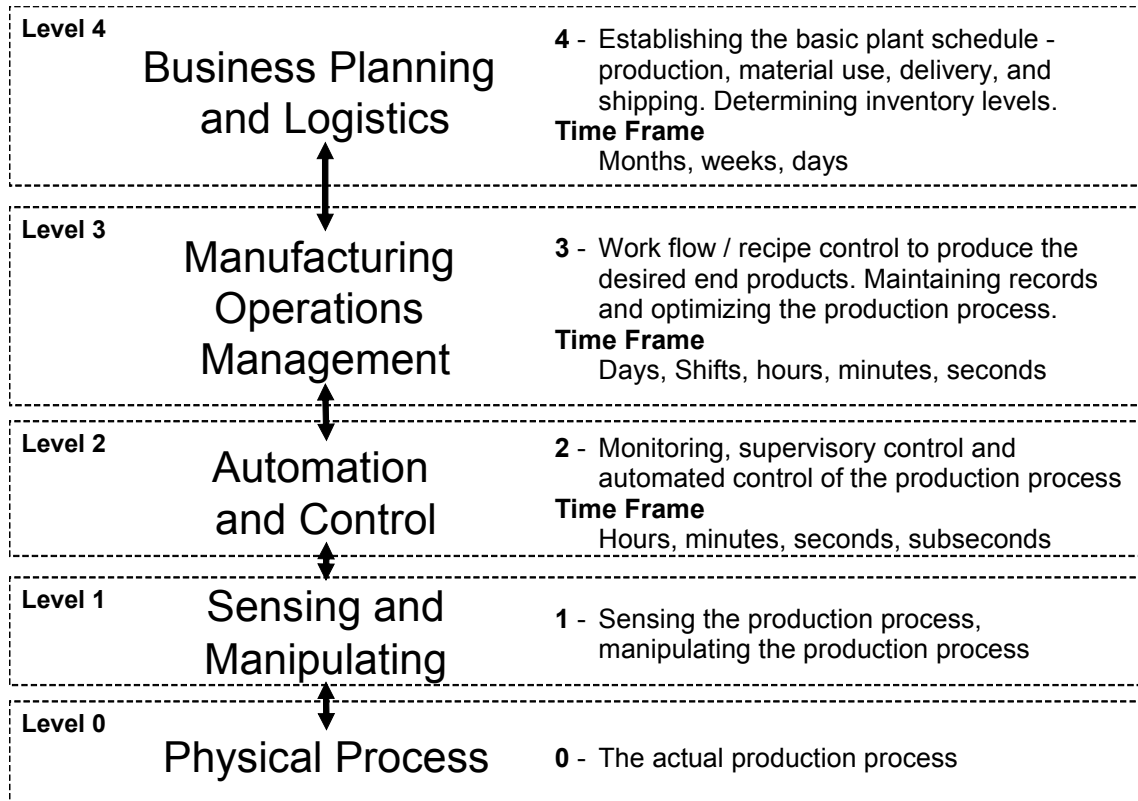 Level 4
Business Planning
and Logistics
4 - Establishing the basic plant schedule -
production, material use, delivery, and
shipping. Determining inventory levels.
Time Frame
Months, weeks, days
Level 3
Manufacturing
Operations
Management
3 - Work flow / recipe control to produce the
desired end products. Maintaining records
and optimizing the production process.
Time Frame
Days, Shifts, hours, minutes, seconds
Level 2
Automation
and Control
2 - Monitoring, supervisory control and
automated control of the production process
Time Frame
Hours, minutes, seconds, subseconds
Level 1
Sensing and
Manipulating
1 - Sensing the production process,
manipulating the production process
Level 0
Physical Process
0 - The actual production process